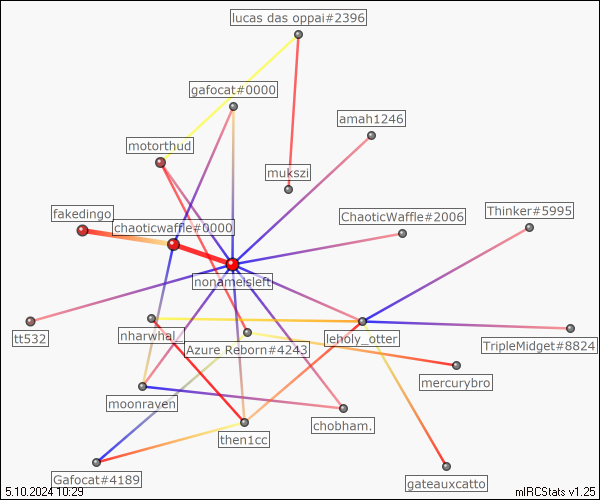 lucas das oppai#2396
gafocat#0000
amah1246
motorthud
mukszi
fakedingo
chaoticwaffle#0000
ChaoticWaffle#2006
Thinker#5995
nonameisleft
tt532
nharwhal_
leholy_otter
Azure Reborn#4243
TripleMidget#8824
mercurybro
moonraven
chobham.
then1cc
Gafocat#4189
gateauxcatto
5.10.2024 10:29
mIRCStats v1.25